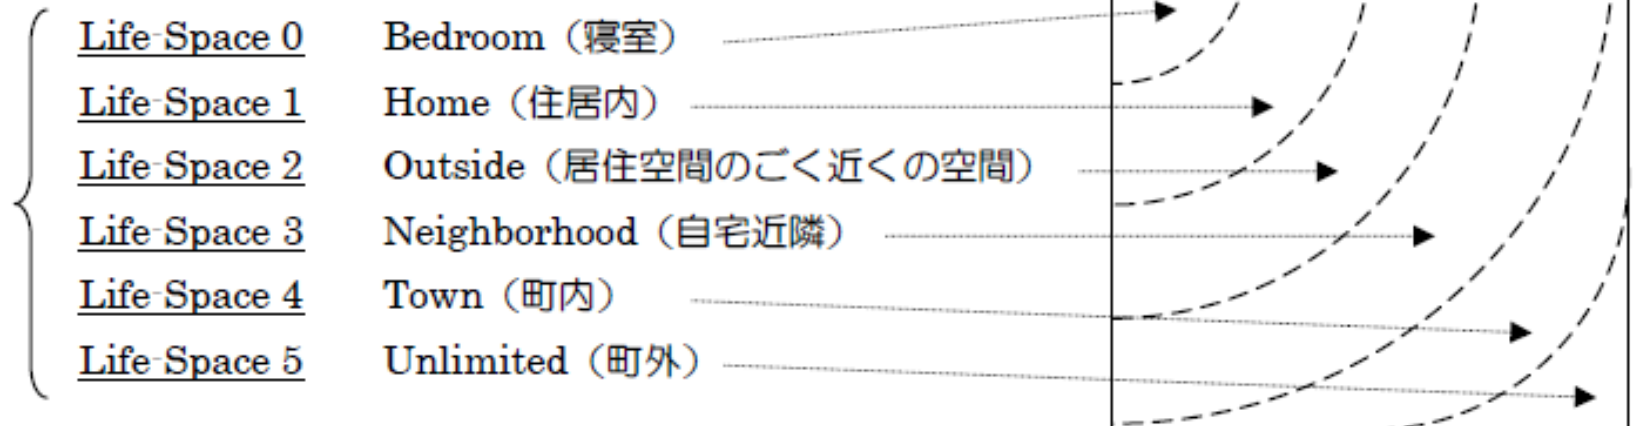 Life-Space 0 Bedroom（寝室）
Life-Space 1 Home（住居内）
Life-Space 2 Outside（居住空間のごく近くの空間）
Life-Space 3 Neighborhood（自宅近隣）
Life-Space 4 Town（町内）
Life-Space 5 Unlimited（町外）